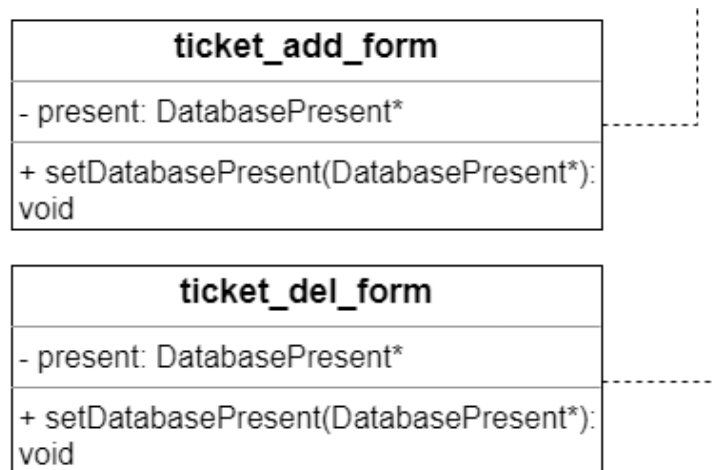 ticket_add_form
- present: DatabasePresent*
+ setDatabasePresent(DatabasePresent*):
void
ticket_del_form
- present: DatabasePresent*
+ setDatabasePresent(DatabasePresent*):
void